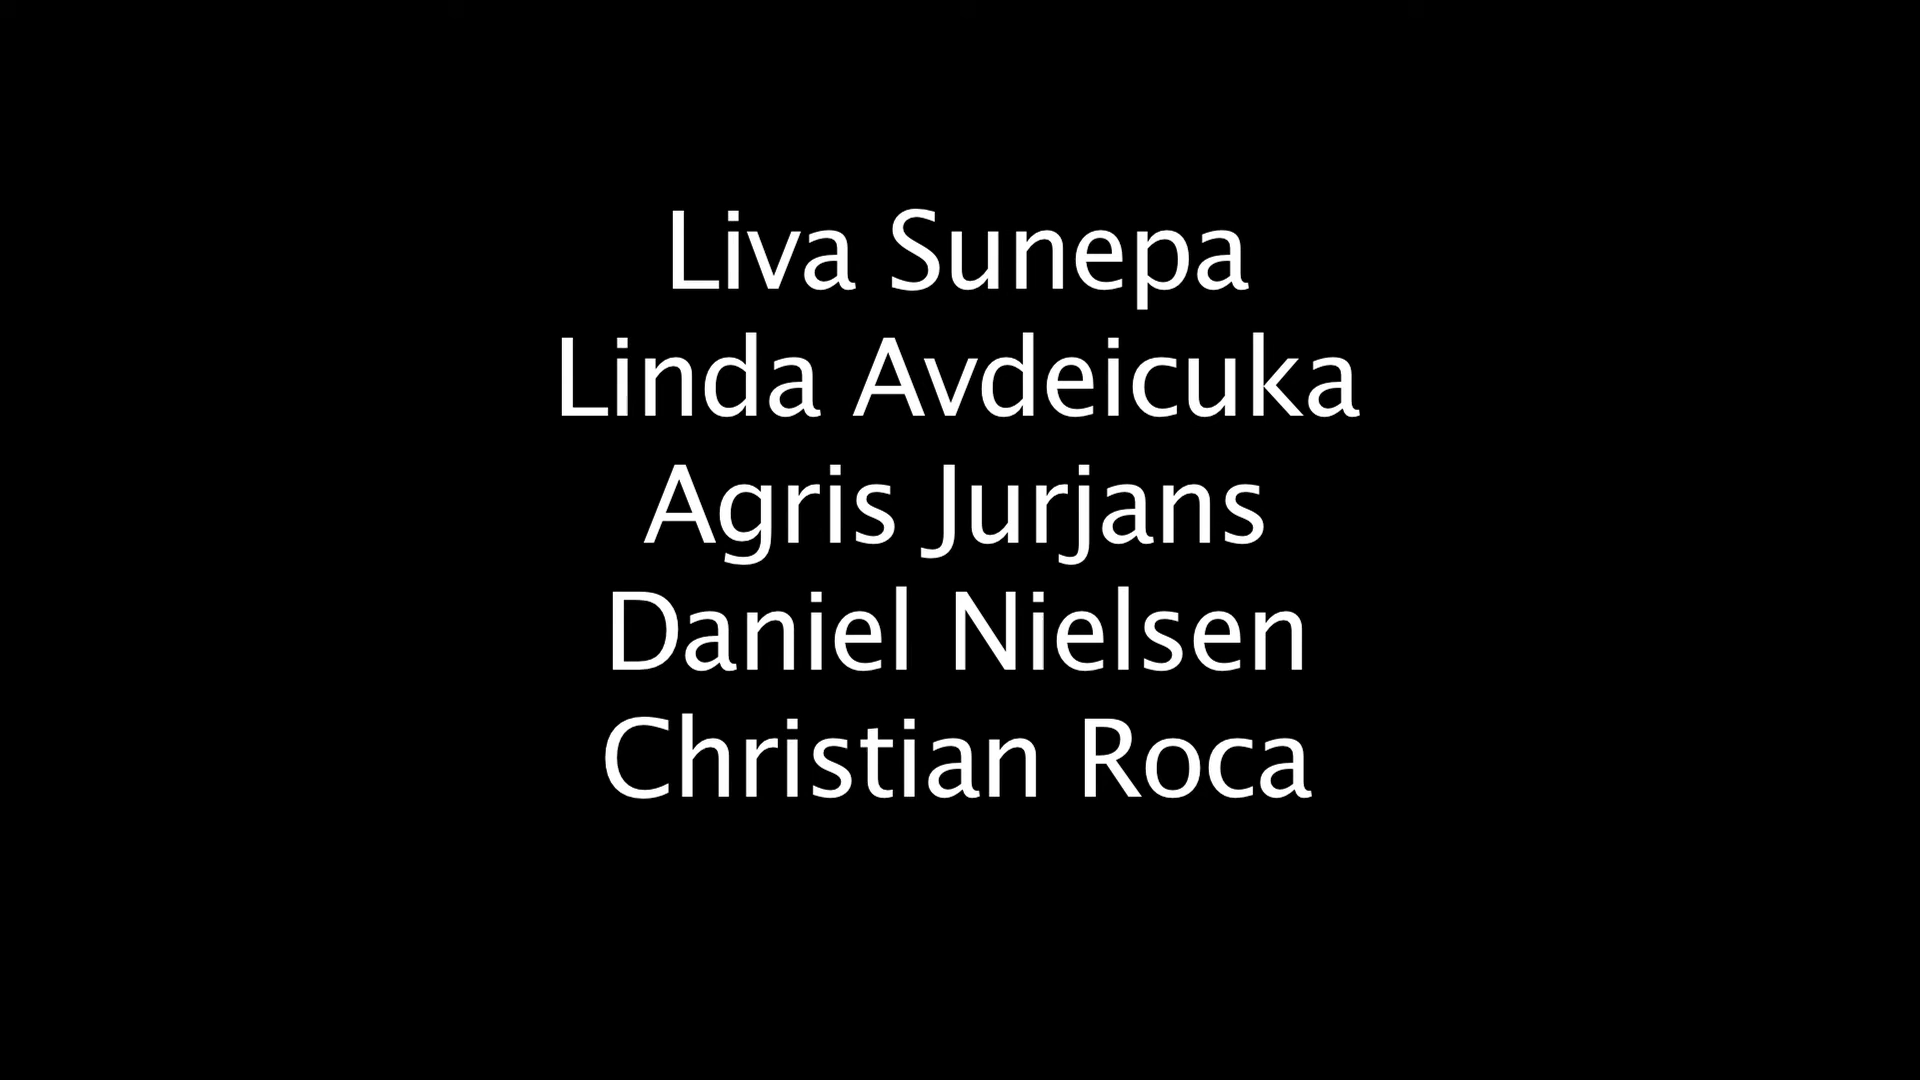 Liva Sunepa
Linda Avdeicuka
Agris Jurjans
Daniel Nielsen
Christian Roca